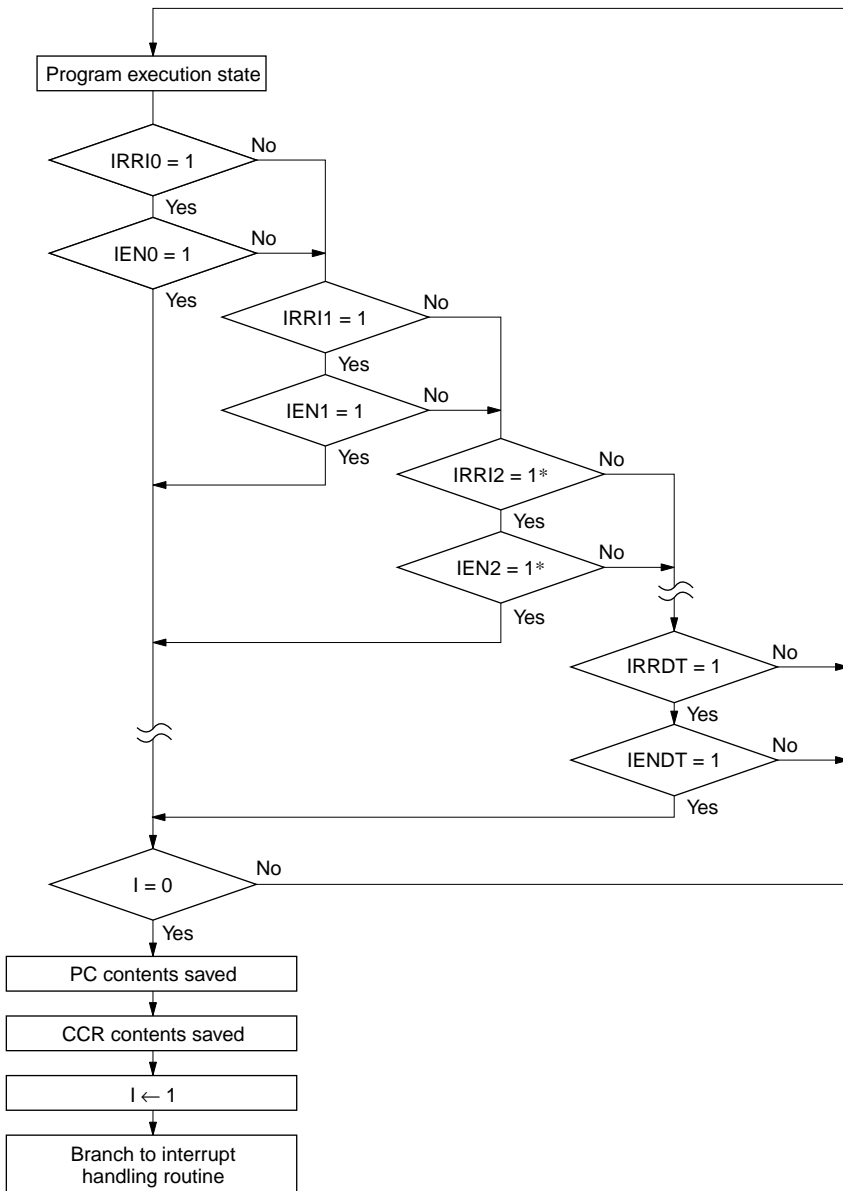 Program execution state
IRRI0 = 1
No
Yes
IEN0 = 1
No
Yes
IRRI1 = 1
No
Yes
IEN1 = 1
No
Yes
IRRI2 = 1*
No
Yes
IEN2 = 1*
No
Yes
IRRDT = 1
No
Yes
IENDT = 1
No
Yes
I = 0
No
Yes
PC contents saved
CCR contents saved
I ← 1
Branch to interrupt
handling routine